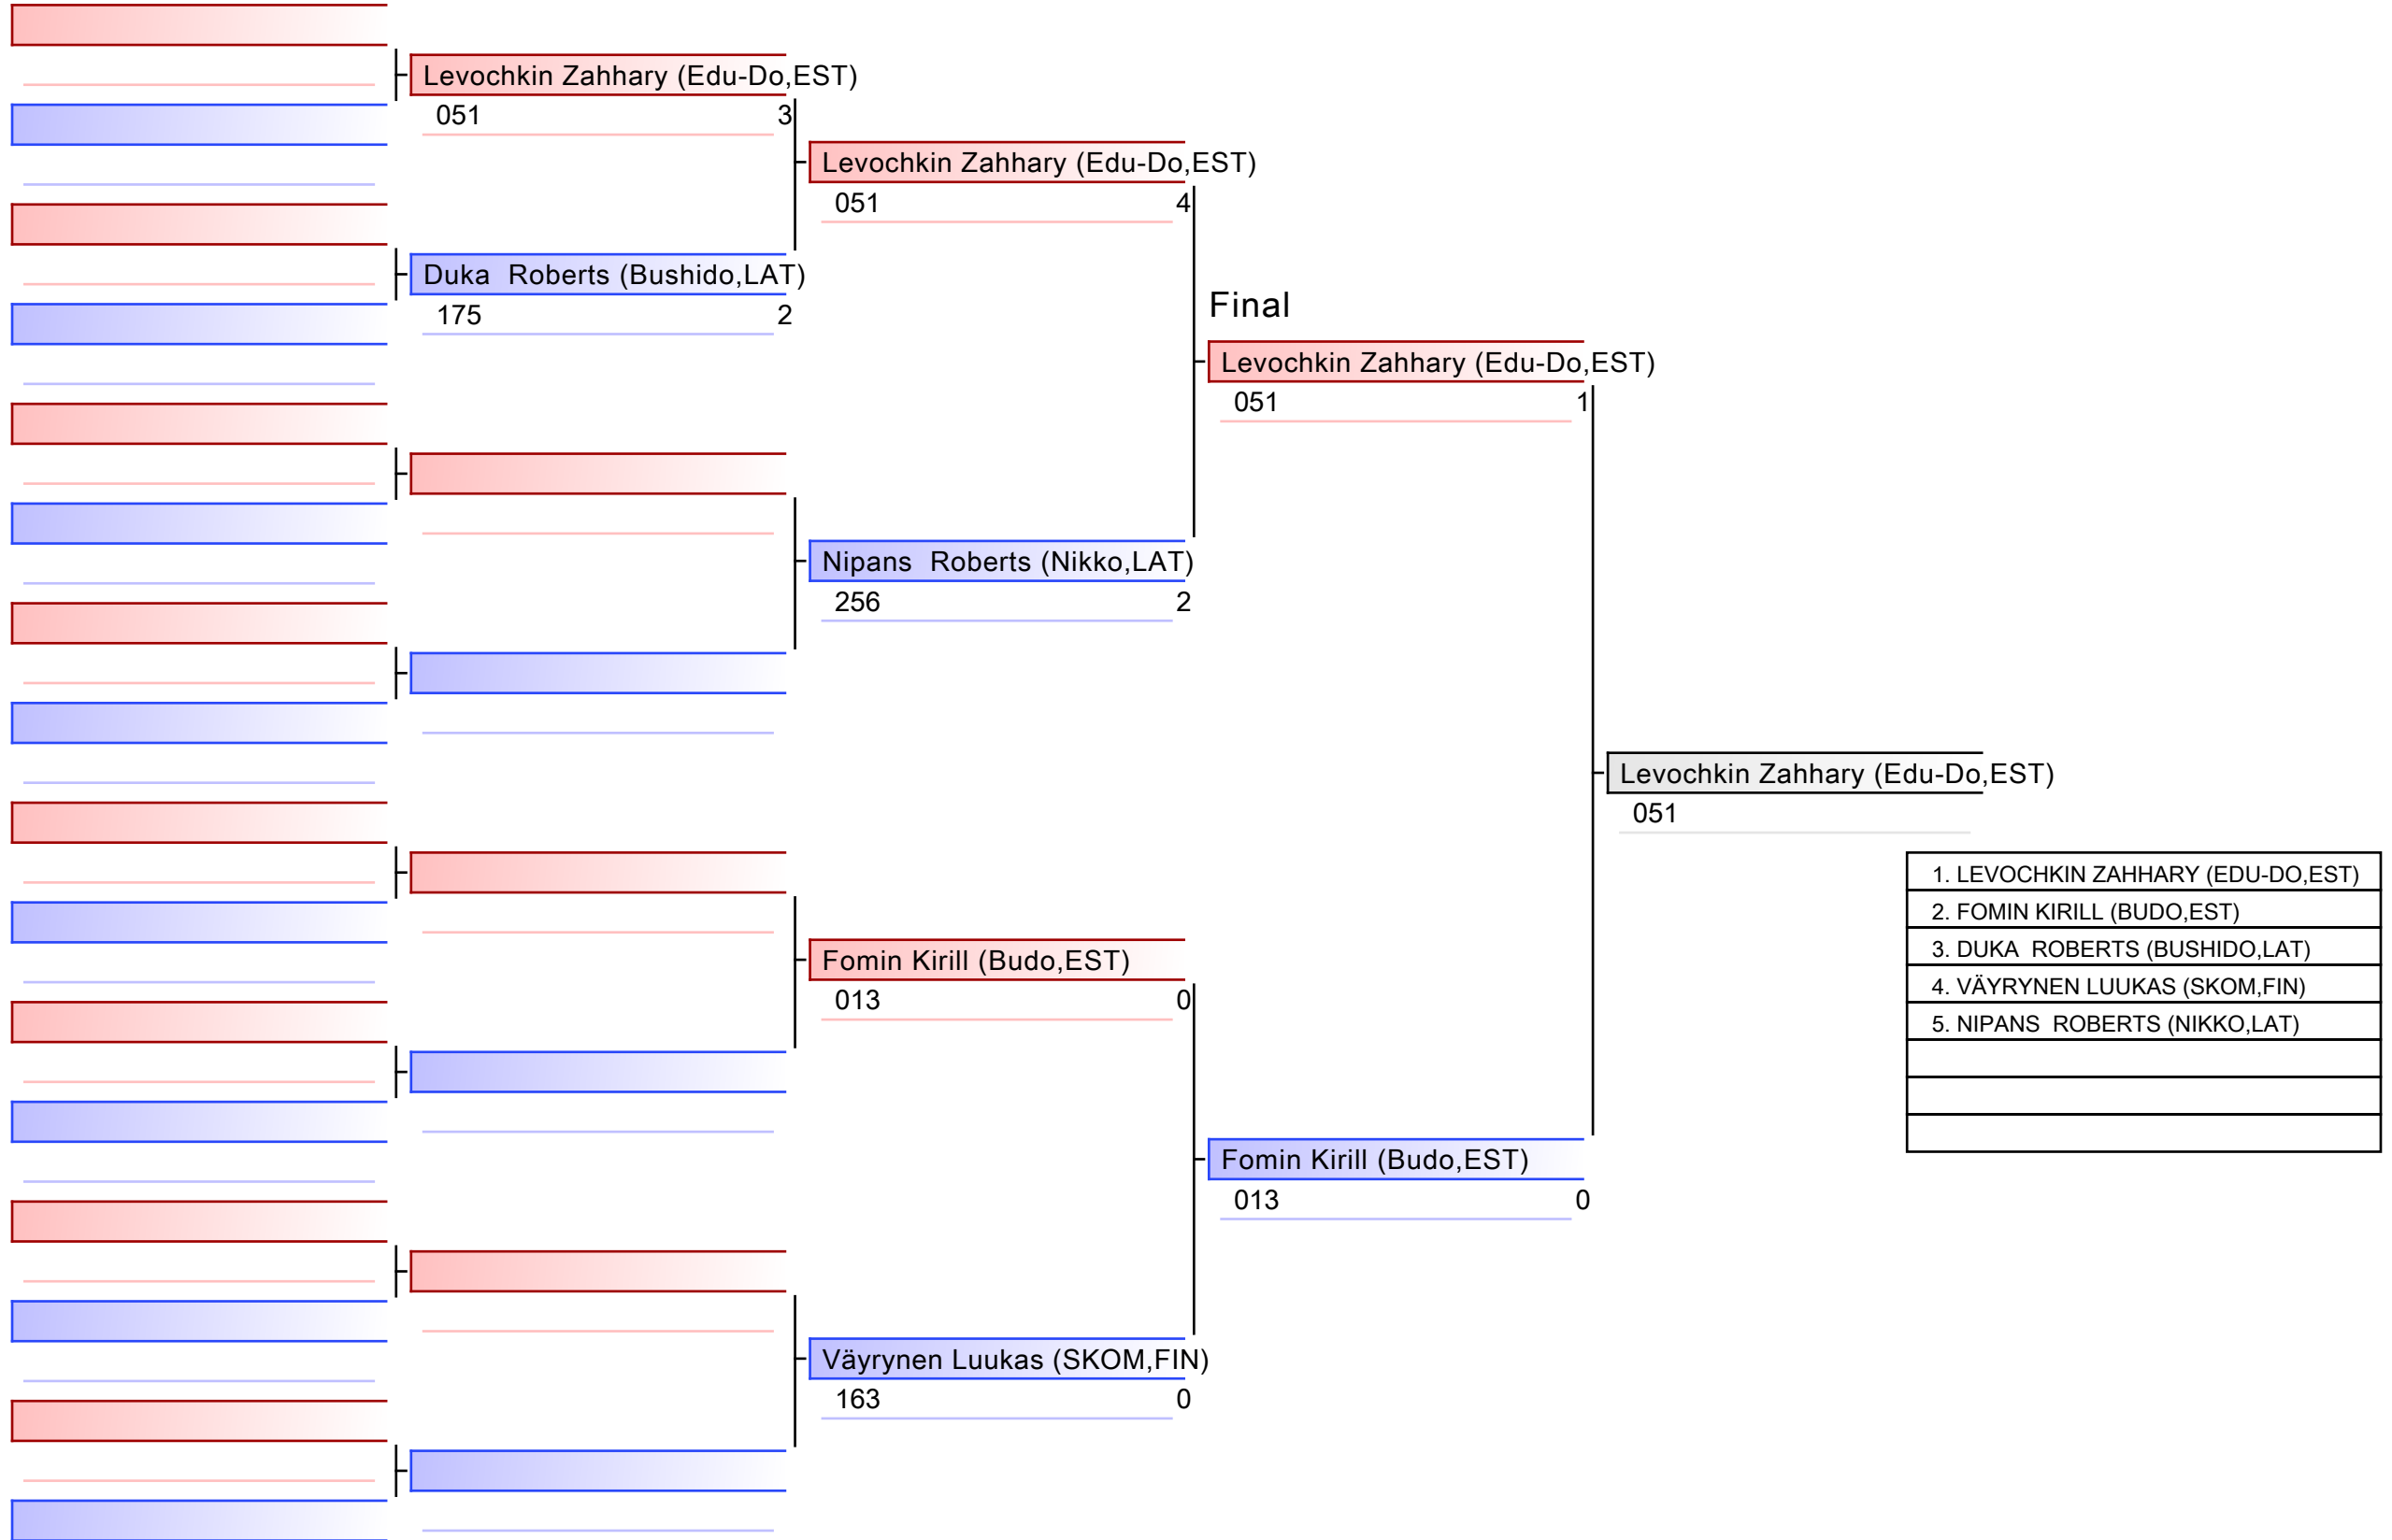 Levochkin Zahhary (Edu-Do,EST)
051 3
Duka  Roberts (Bushido,LAT)
175 2
Levochkin Zahhary (Edu-Do,EST)
051 4
Nipans  Roberts (Nikko,LAT)
256 2
Fomin Kirill (Budo,EST)
013 0
Väyrynen Luukas (SKOM,FIN)
163 0
Final
Levochkin Zahhary (Edu-Do,EST)
051 1
Fomin Kirill (Budo,EST)
013 0
Levochkin Zahhary (Edu-Do,EST)
051
1. LEVOCHKIN ZAHHARY (EDU-DO,EST)
2. FOMIN KIRILL (BUDO,EST)
3. DUKA  ROBERTS (BUSHIDO,LAT)
4. VÄYRYNEN LUUKAS (SKOM,FIN)
5. NIPANS  ROBERTS (NIKKO,LAT)